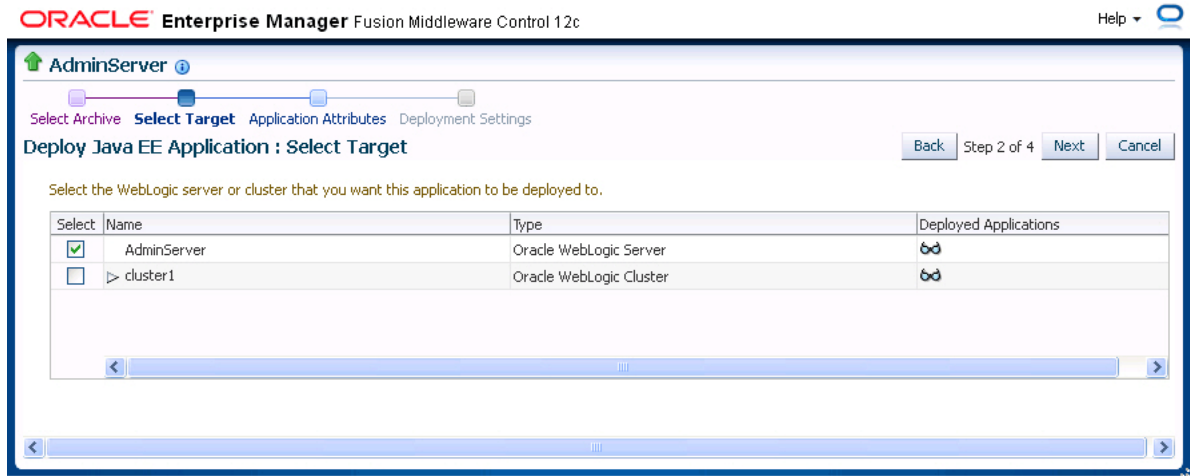 ORACLE Enterprise Manager Fusion Middleware Control 12c Help
AdminServer
Select Archive Select Target Application Attributes Deployment Settings
Deploy Java EE Application : Select Target Back Step 2 of 4 Next Cancel
Select the WebLogic server or cluster that you want this application to be deployed to.
Select Name Type Deployed Applications
AdminServer Oracle WebLogic Server
cluster1 Oracle WebLogic Cluster